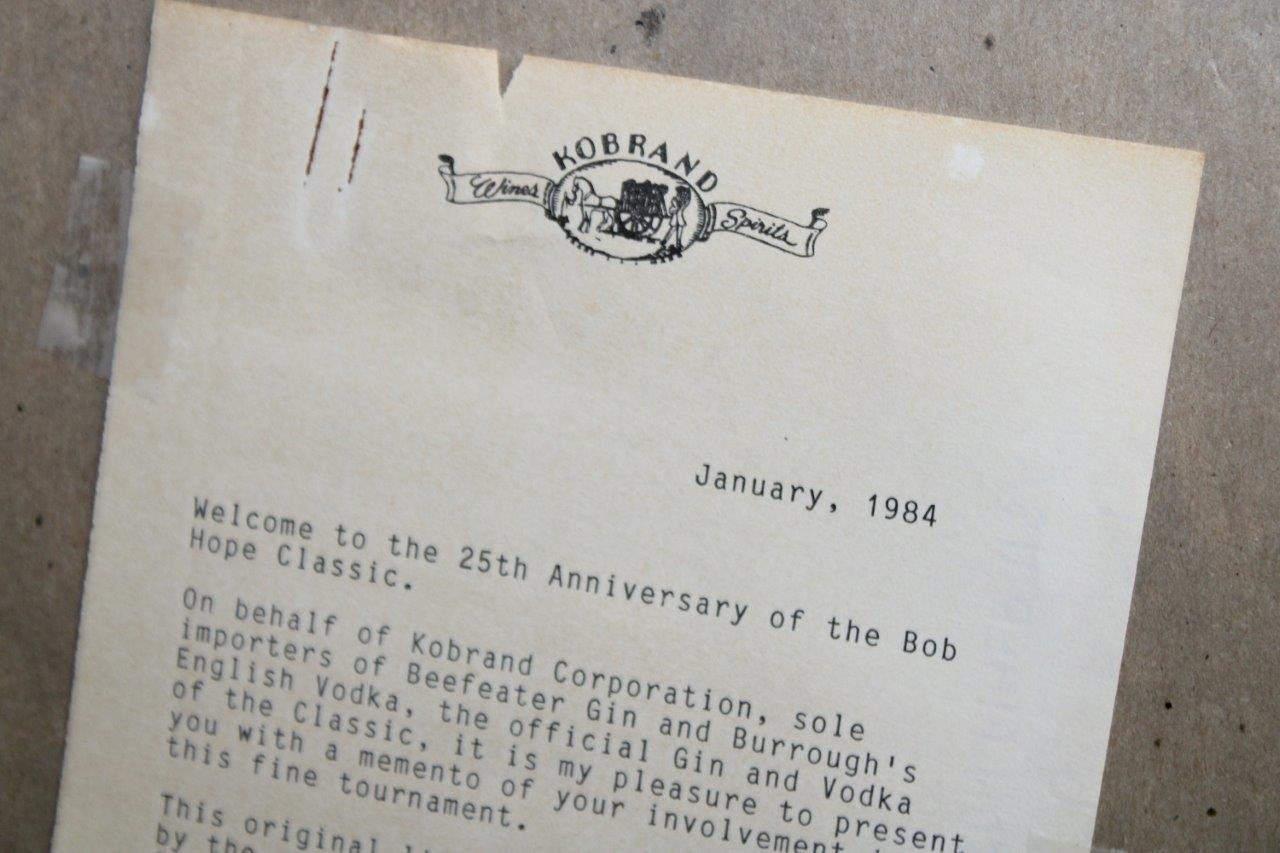 KOBRAND
Wines
Spirits
January, 1984
Welcome to the 25th Anniversary of the Bob
Hope Classic.
On behalf of Kobrand Corporation, sole
importers of Beefeater Gin and Burrough's
English Vodka, the official Gin and Vodka
of the Classic, it is my pleasure to present
you with a memento of your involvement
this fine tournament.
This original
by the